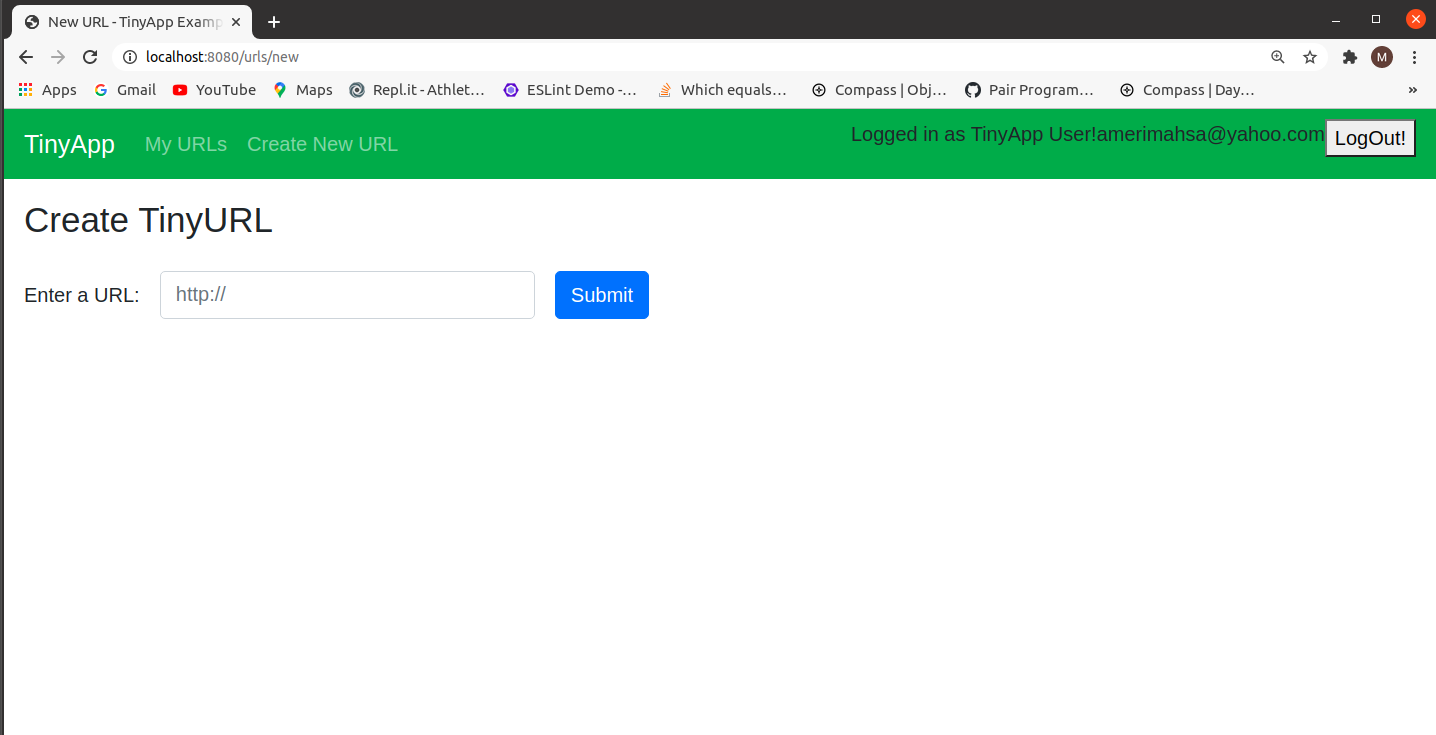 New URL - TinyApp Examp
localhost:8080/urls/new
M
Apps Gmail YouTube Maps Repl.it - Athlet… ESLint Demo -… Which equals… Compass | Obj… Pair Program… Compass | Day… »
TinyApp My URLs Create New URL Logged in as TinyApp User!amerimahsa@yahoo.com LogOut!
Create TinyURL
Enter a URL: http:// Submit